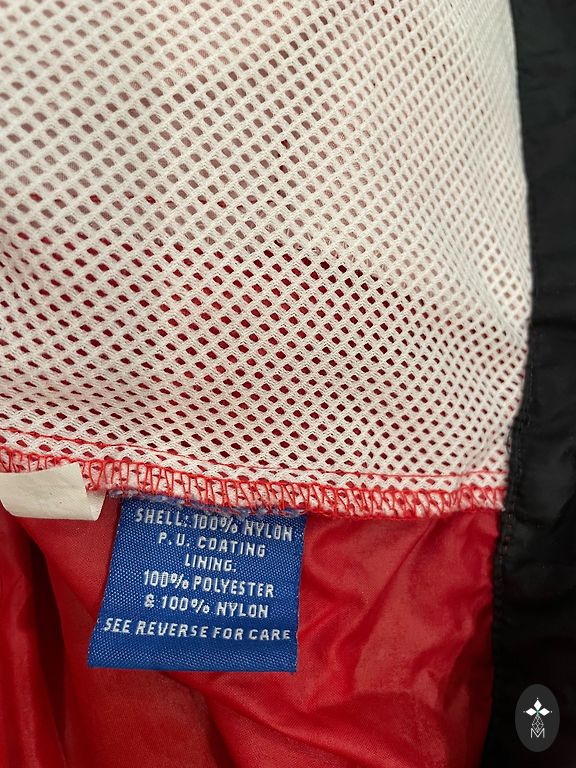 SHELL: 100% NYLON
P.U. COATING
LINING:
100% POLYESTER
& 100% NYLON
SEE REVERSE FOR CARE